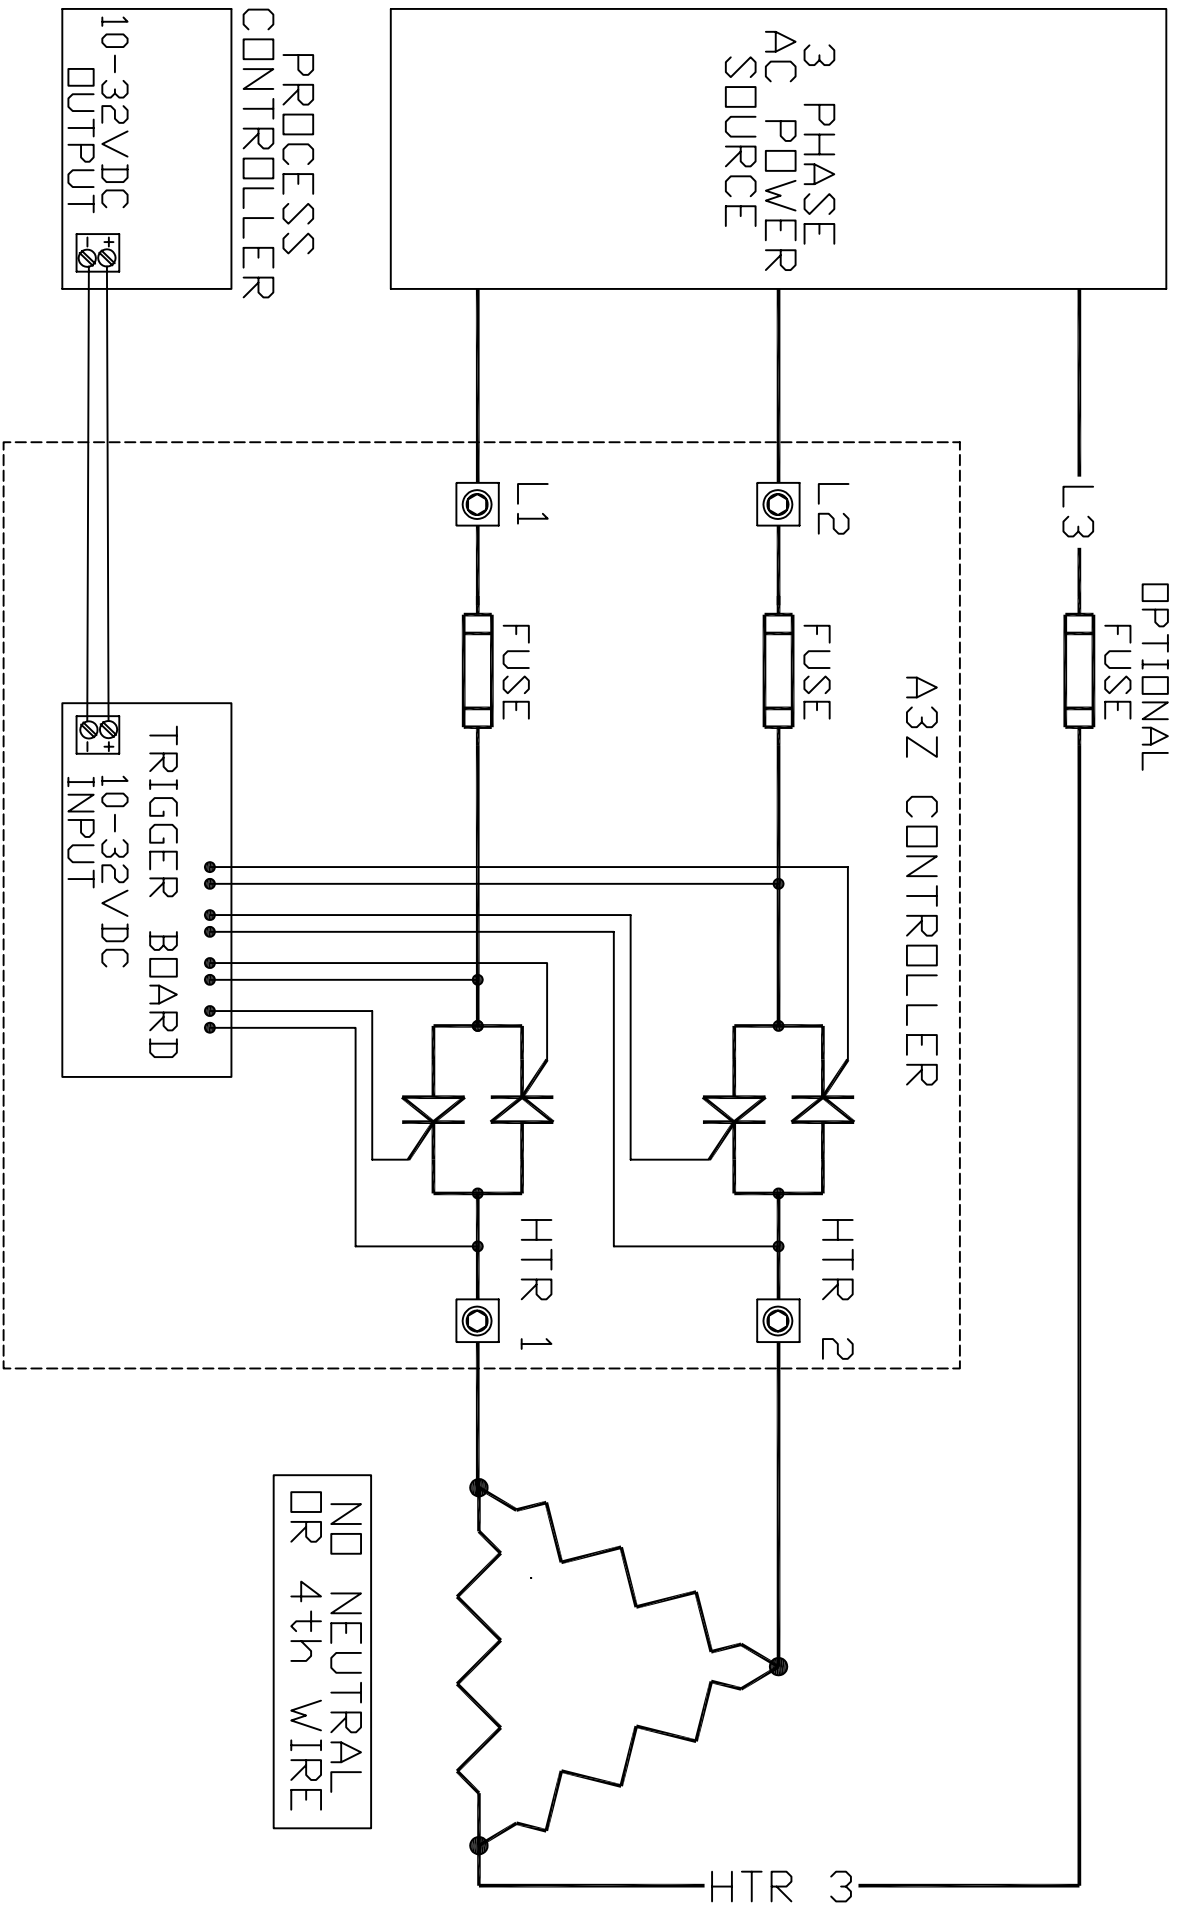 L3
OPTIONAL
FUSE
3 PHASE
AC POWER
SOURCE
A3Z CONTROLLER
L2
FUSE
HTR 2
L1
FUSE
HTR 1
PROCESS
CONTROLLER
10-32VDC
OUTPUT
+
-
TRIGGER BOARD
+
-
10-32VDC
INPUT
NO NEUTRAL
OR 4th WIRE
HTR 3